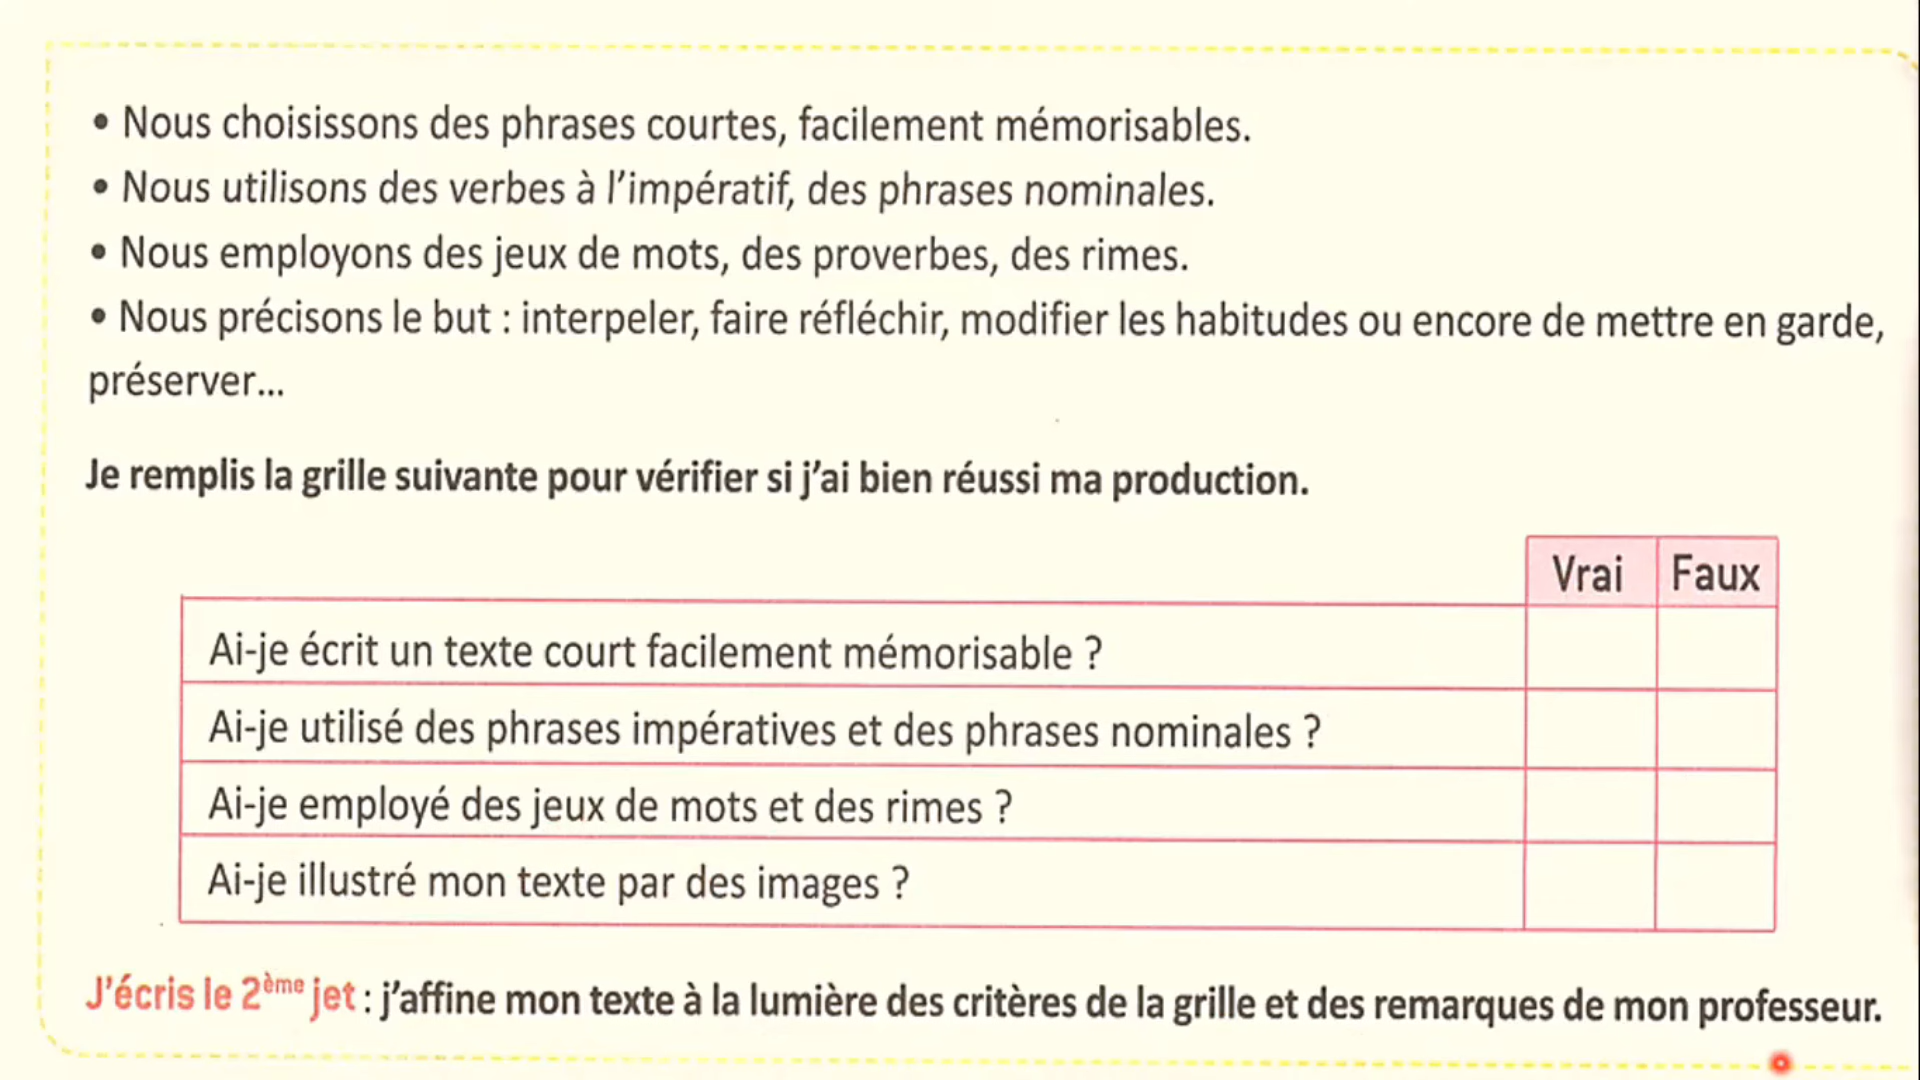 • Nous choisissons des phrases courtes, facilement mémorisables.
• Nous utilisons des verbes à l'impératif, des phrases nominales.
• Nous employons des jeux de mots, des proverbes, des rimes.
• Nous précisons le but : interpeler, faire réfléchir, modifier les habitudes ou encore de mettre en garde,
préserver...
Je remplis la grille suivante pour vérifier si j'ai bien réussi ma production.
Vrai Faux
Ai-je écrit un texte court facilement mémorisable ?
Ai-je utilisé des phrases impératives et des phrases nominales ?
Ai-je employé des jeux de mots et des rimes ?
Ai-je illustré mon texte par des images ?
J'écris le 2ème jet : j'affine mon texte à la lumière des critères de la grille et des remarques de mon professeur.